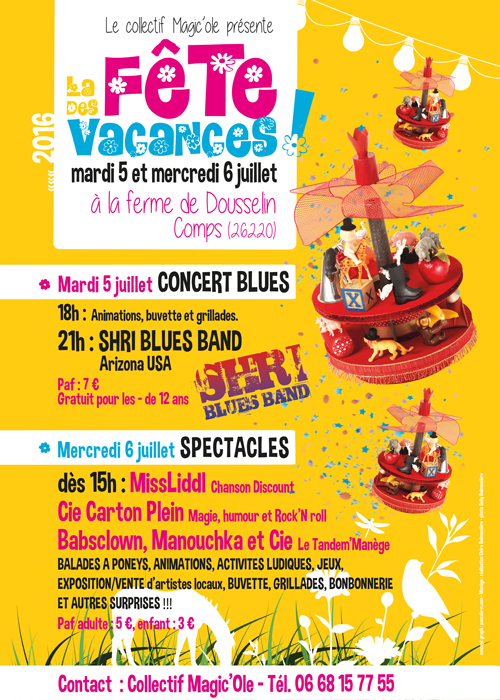 Le collectif Magic'ole présente
La FÊTe
Des
VACANCES!
2016
mardi 5 et mercredi 6 juillet
à la ferme de Dousselin
Comps (26220)
Mardi 5 juillet CONCERT BLUES
18h : Animations, buvette et grillades.
21h : SHRI BLUES BAND
Arizona USA
Paf : 7 €
Gratuit pour les - de 12 ans
SHRI
BLUES BAND
Mercredi 6 juillet SPECTACLES
dès 15h : MissLiddl Chanson Discount
Cie Carton Plein Magie, humour et Rock'N roll
Babsclown, Manouchka et Cie Le Tandem'Manège
BALADES A PONEYS, ANIMATIONS, ACTIVITES LUDIQUES, JEUX,
EXPOSITION/VENTE d'artistes locaux, BUVETTE, GRILLADES, BONBONNERIE
ET AUTRES SURPRISES !!!
Paf adulte : 5 €, enfant : 3 €
X
X
Contact : Collectif Magic'Ole - Tél. 06 68 15 77 55